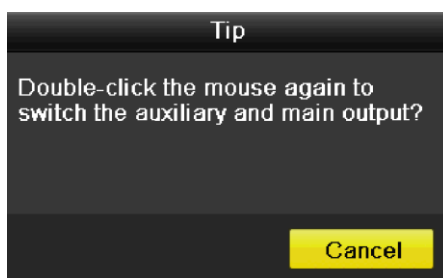 Tip
Double-click the mouse again to
switch the auxiliary and main output?
Cancel